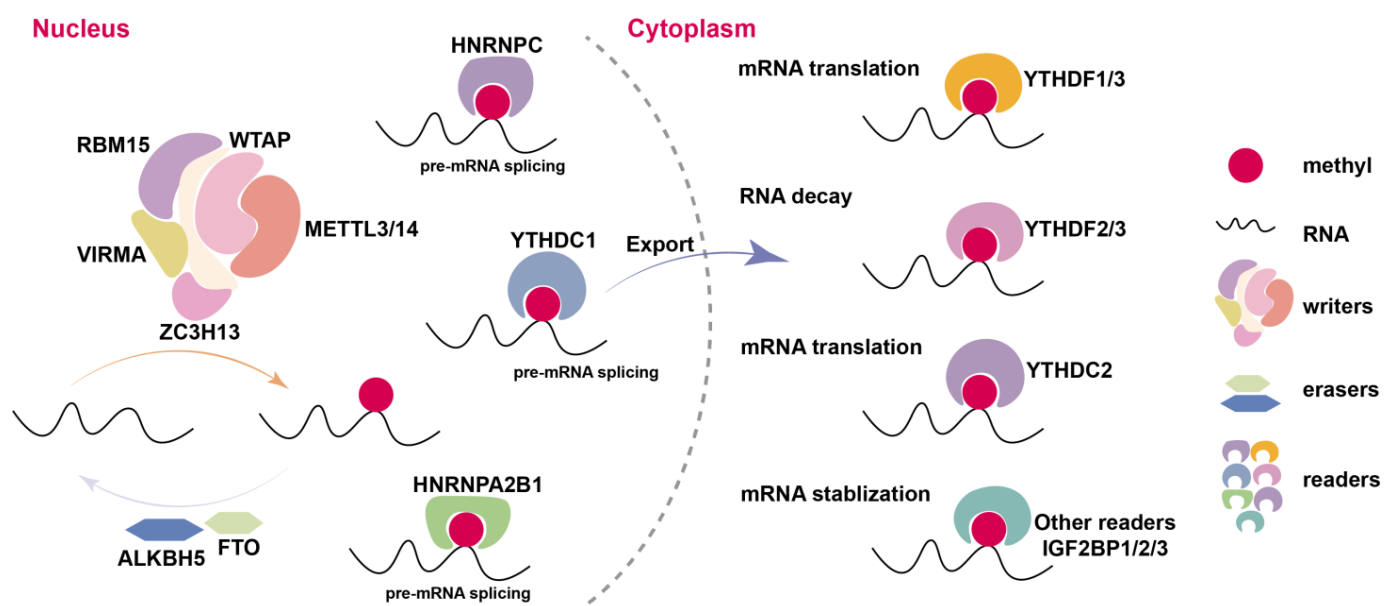 Nucleus
RBM15
WTAP
METTL3/14
VIRMA
ZC3H13
ALKBH5
FTO
HNRNPC
pre-mRNA splicing
YTHDC1
pre-mRNA splicing
HNRNPA2B1
pre-mRNA splicing
Export
Cytoplasm
mRNA translation
YTHDF1/3
RNA decay
YTHDF2/3
mRNA translation
YTHDC2
mRNA stablization
Other readers
IGF2BP1/2/3
methyl
RNA
writers
erasers
readers